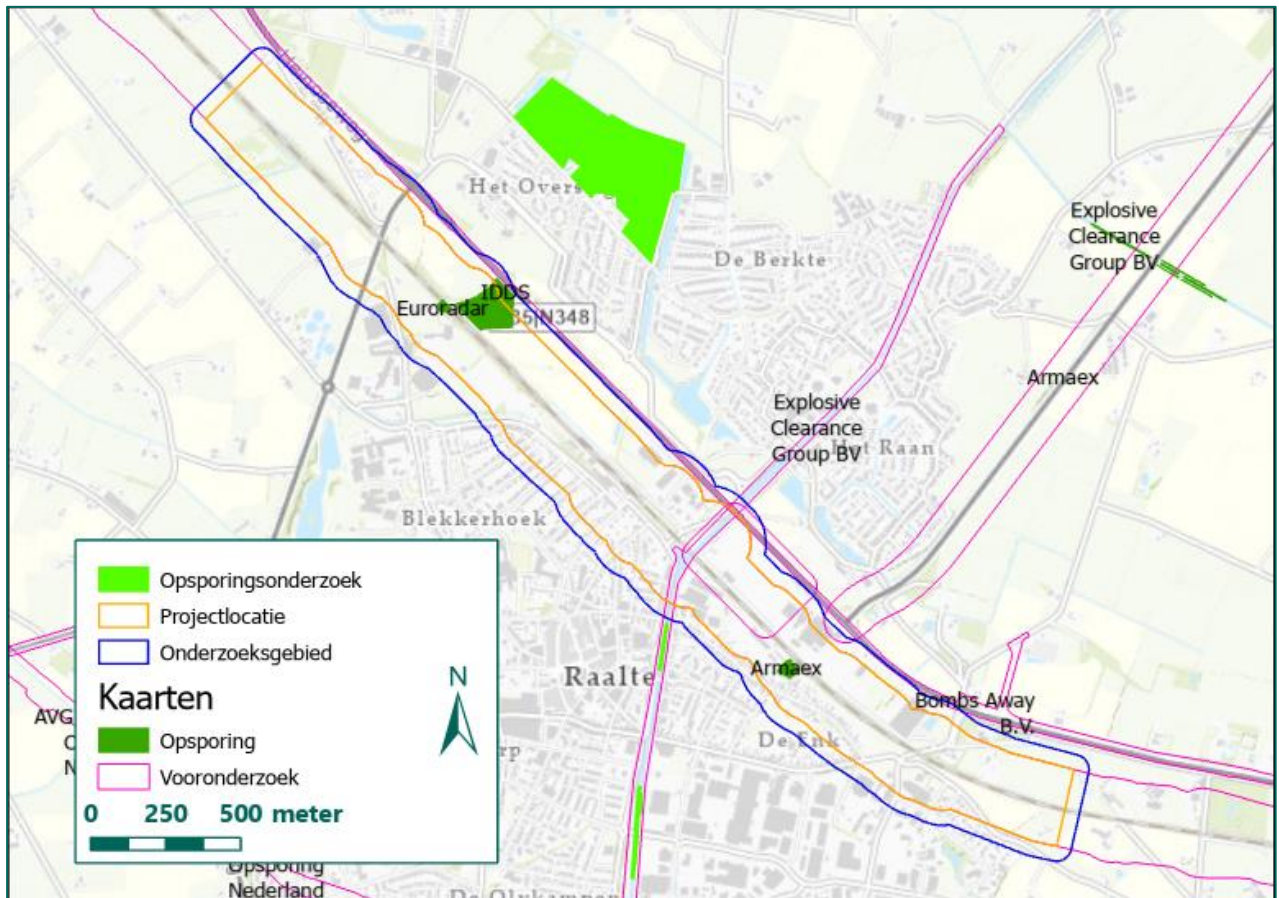 Het Overs
De Berkte
Explosive
Clearance
Group BV
IDDS
Euroradar
35|N348
Armaex
Explosive
Clearance
Group BV
Het Raan
Blekkerhoek
Opsporingsonderzoek
Projectlocatie
Onderzoeksgebied
Kaarten
Opsporing
Vooronderzoek
0 250 500 meter
N
Raalte
Armaex
Bombs Away
B.V.
De Enk
AVG
Opsporing
Nederland